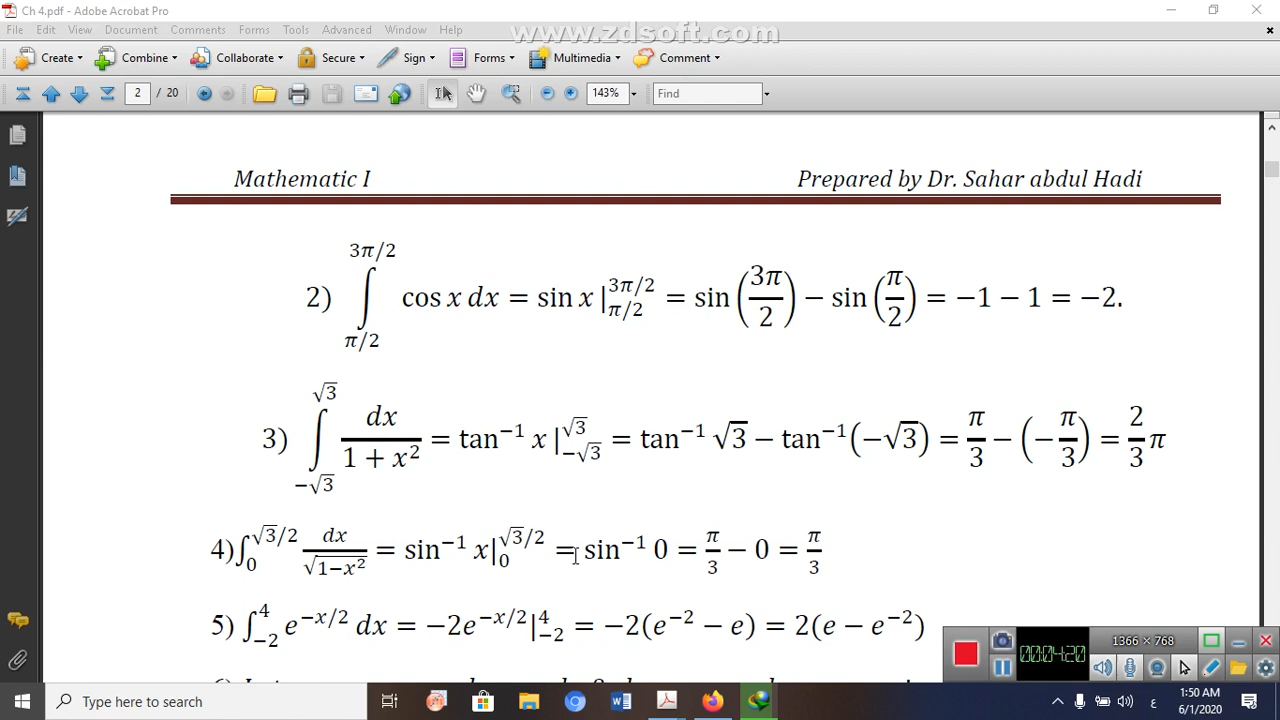 Ch 4.pdf - Adobe Acrobat Pro
www.zdsoft.com
File Edit View Document Comments Forms Tools Advanced Window Help
Create Combine Collaborate Secure Sign Forms Multimedia Comment
2 / 20 143% Find
Mathematic I Prepared by Dr. Sahar abdul Hadi
2) ∫_{π/2}^{3π/2} cos x dx = sin x |_{π/2}^{3π/2} = sin(3π/2) − sin(π/2) = −1 − 1 = −2.
3) ∫_{−√3}^{√3} dx/(1 + x²) = tan⁻¹ x |_{−√3}^{√3} = tan⁻¹ √3 − tan⁻¹(−√3) = π/3 − (−π/3) = 2/3 π
4)∫_0^{√3/2} dx/√(1−x²) = sin⁻¹ x|_0^{√3/2} = sin⁻¹ 0 = π/3 − 0 = π/3
5) ∫_{−2}^{4} e^{−x/2} dx = −2e^{−x/2}|_{−2}^{4} = −2(e⁻² − e) = 2(e − e⁻²)
00:04:20 1366 × 768
Type here to search
ع 1:50 AM
6/1/2020